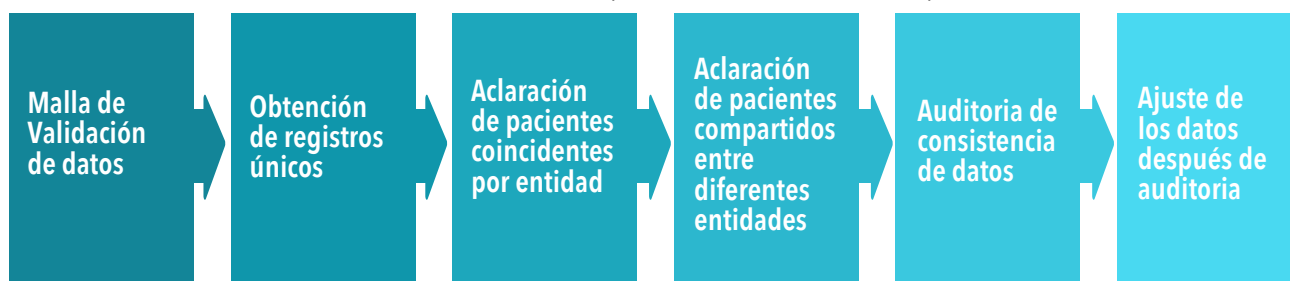 Malla de
Validación
de datos
Obtención
de registros
únicos
Aclaración
de pacientes
coincidentes
por entidad
Aclaración
de pacientes
compartidos
entre
diferentes
entidades
Auditoria de
consistencia
de datos
Ajuste de
los datos
después de
auditoria